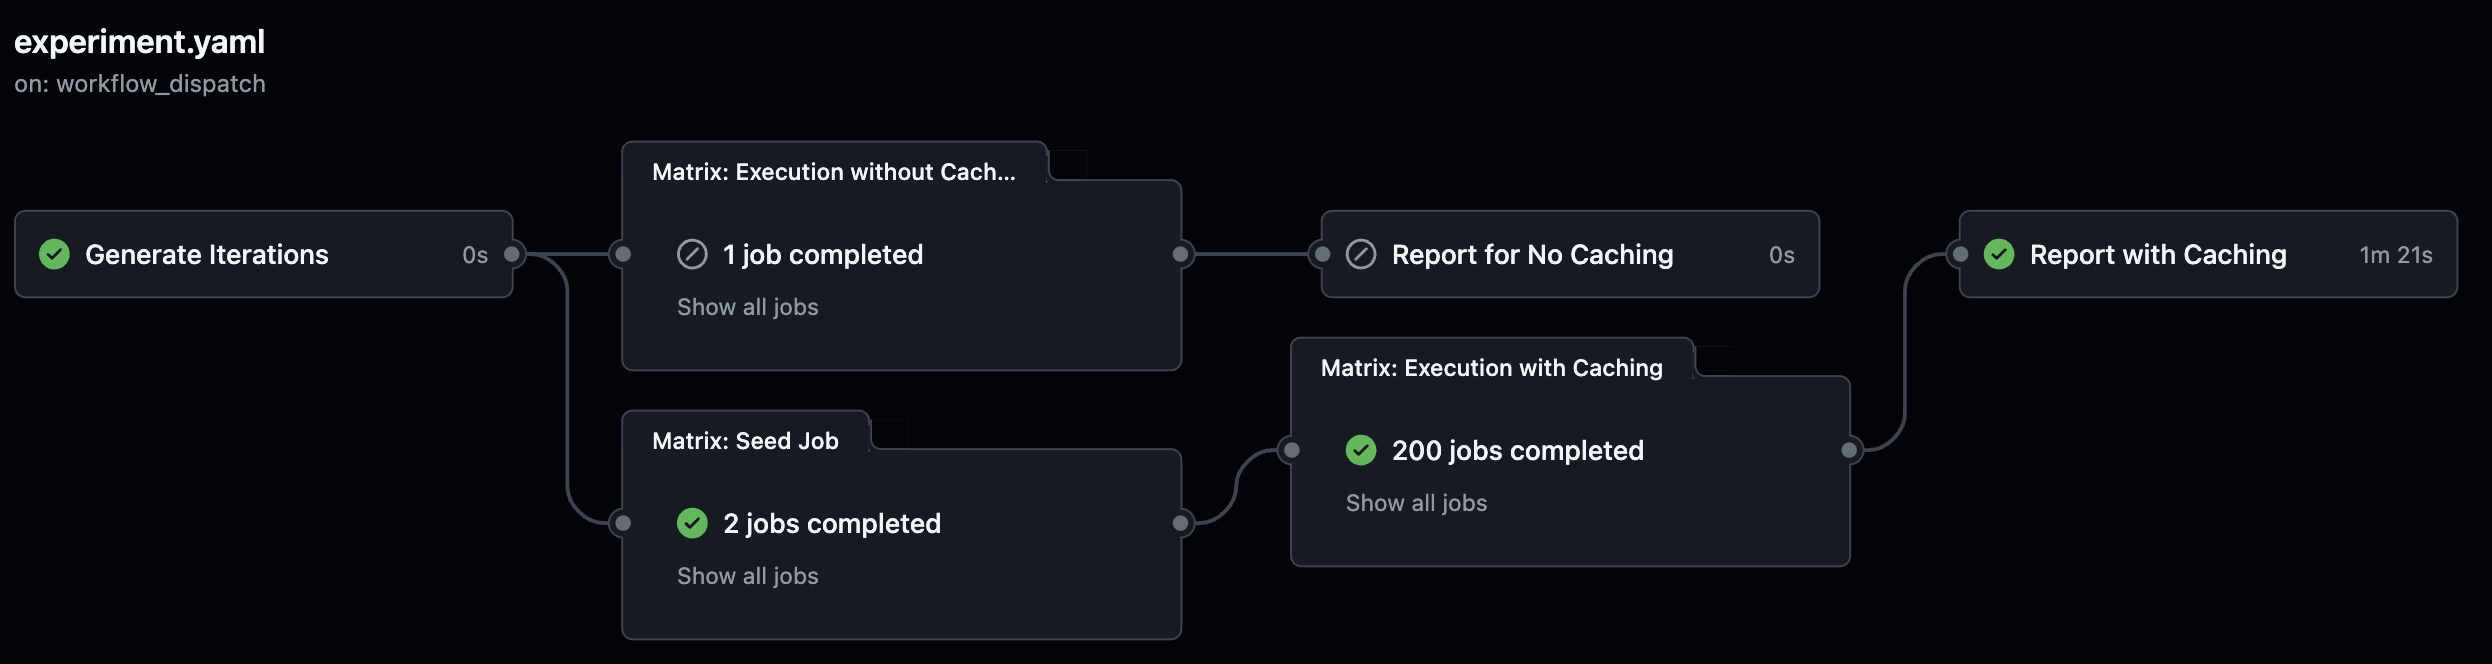 experiment.yaml
on: workflow_dispatch
Matrix: Execution without Cach...
Generate Iterations 0s
1 job completed
Show all jobs
Report for No Caching 0s
Report with Caching 1m 21s
Matrix: Seed Job
2 jobs completed
Show all jobs
Matrix: Execution with Caching
200 jobs completed
Show all jobs